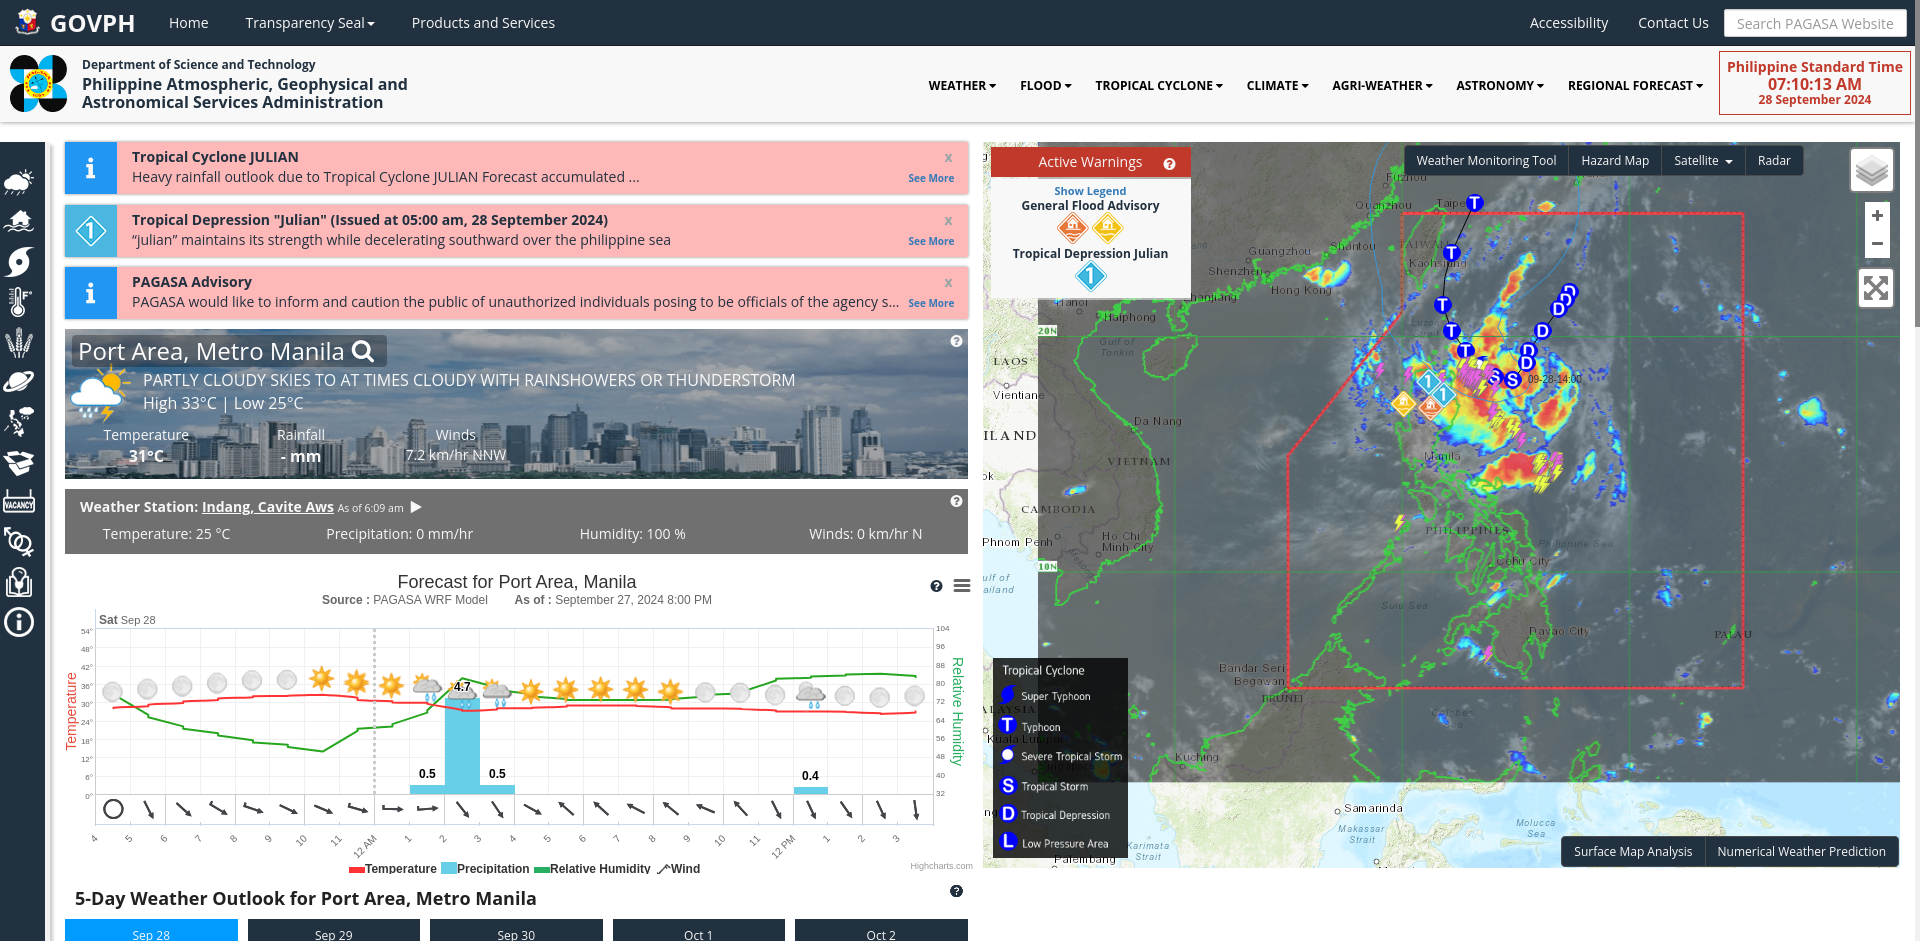 GOVPH
Home
Transparency Seal
Products and Services
Accessibility
Contact Us
Search PAGASA Website
Department of Science and Technology
Philippine Atmospheric, Geophysical and
Astronomical Services Administration
WEATHER
FLOOD
TROPICAL CYCLONE
CLIMATE
AGRI-WEATHER
ASTRONOMY
REGIONAL FORECAST
Philippine Standard Time
07:10:13 AM
28 September 2024
VACANCY
Tropical Cyclone JULIAN
x
Heavy rainfall outlook due to Tropical Cyclone JULIAN Forecast accumulated ...
See More
1
Tropical Depression "Julian" (Issued at 05:00 am, 28 September 2024)
x
“julian” maintains its strength while decelerating southward over the philippine sea
See More
PAGASA Advisory
x
PAGASA would like to inform and caution the public of unauthorized individuals posing to be officials of the agency s...
See More
Port Area, Metro Manila
PARTLY CLOUDY SKIES TO AT TIMES CLOUDY WITH RAINSHOWERS OR THUNDERSTORM
High 33°C | Low 25°C
Temperature
31°C
Rainfall
- mm
Winds
7.2 km/hr NNW
Weather Station: Indang, Cavite Aws As of 6:09 am
Temperature: 25 °C
Precipitation: 0 mm/hr
Humidity: 100 %
Winds: 0 km/hr N
Forecast for Port Area, Manila
Source : PAGASA WRF Model As of : September 27, 2024 8:00 PM
Sat Sep 28
54°
48°
42°
36°
30°
24°
18°
12°
6°
0°
Temperature
104
96
88
80
72
64
56
48
40
32
Relative Humidity
0.5
4.7
0.5
0.4
4
5
6
7
8
9
10
11
12 AM
1
2
3
4
5
6
7
8
9
10
11
12 PM
1
2
3
Temperature
Precipitation
Relative Humidity
Wind
Highcharts.com
5-Day Weather Outlook for Port Area, Metro Manila
Sep 28
Sep 29
Sep 30
Oct 1
Oct 2
Active Warnings
Show Legend
General Flood Advisory
Tropical Depression Julian
1
Weather Monitoring Tool
Hazard Map
Satellite
Radar
+
−
Fuzhou
Quanzhou
Taipei
TAIWAN
Kaohsiung
Guangzhou
Shantou
Shenzhen
Hong Kong
Zhanjiang
Hanoi
Haiphong
20N
Gulf of
Tonkin
LAOS
Vientiane
ILAND
Da Nang
VIETNAM
ok
CAMBODIA
Phnom Penh
Ho Chi
Minh City
10N
ulf of
ailand
09-28-14:00
Manila
PHILIPPINES
Philippine Sea
Cebu City
Sulu Sea
Davao City
PALAU
Bandar Seri
Begawan
BRUNEI
Celebes
Sea
Kuching
Kuala Lumpur
Samarinda
Makassar
Strait
Molucca
Sea
Karimata
Strait
Palembang
Tropical Cyclone
Super Typhoon
T Typhoon
Severe Tropical Storm
S Tropical Storm
D Tropical Depression
L Low Pressure Area
Surface Map Analysis
Numerical Weather Prediction